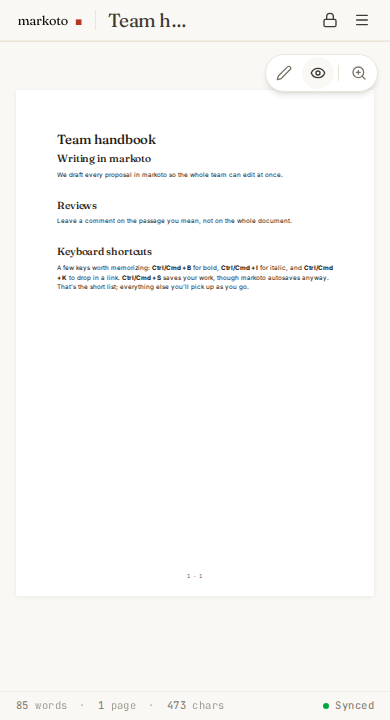 markoto
Team h...
Team handbook
Writing in markoto
We draft every proposal in markoto so the whole team can edit at once.
Reviews
Leave a comment on the passage you mean, not on the whole document.
Keyboard shortcuts
A few keys worth memorizing: Ctrl/Cmd+B for bold, Ctrl/Cmd+I for italic, and Ctrl/Cmd
+K to drop in a link. Ctrl/Cmd+S saves your work, though markoto autosaves anyway.
That's the short list; everything else you'll pick up as you go.
1 - 1
85 words · 1 page · 473 chars
Synced